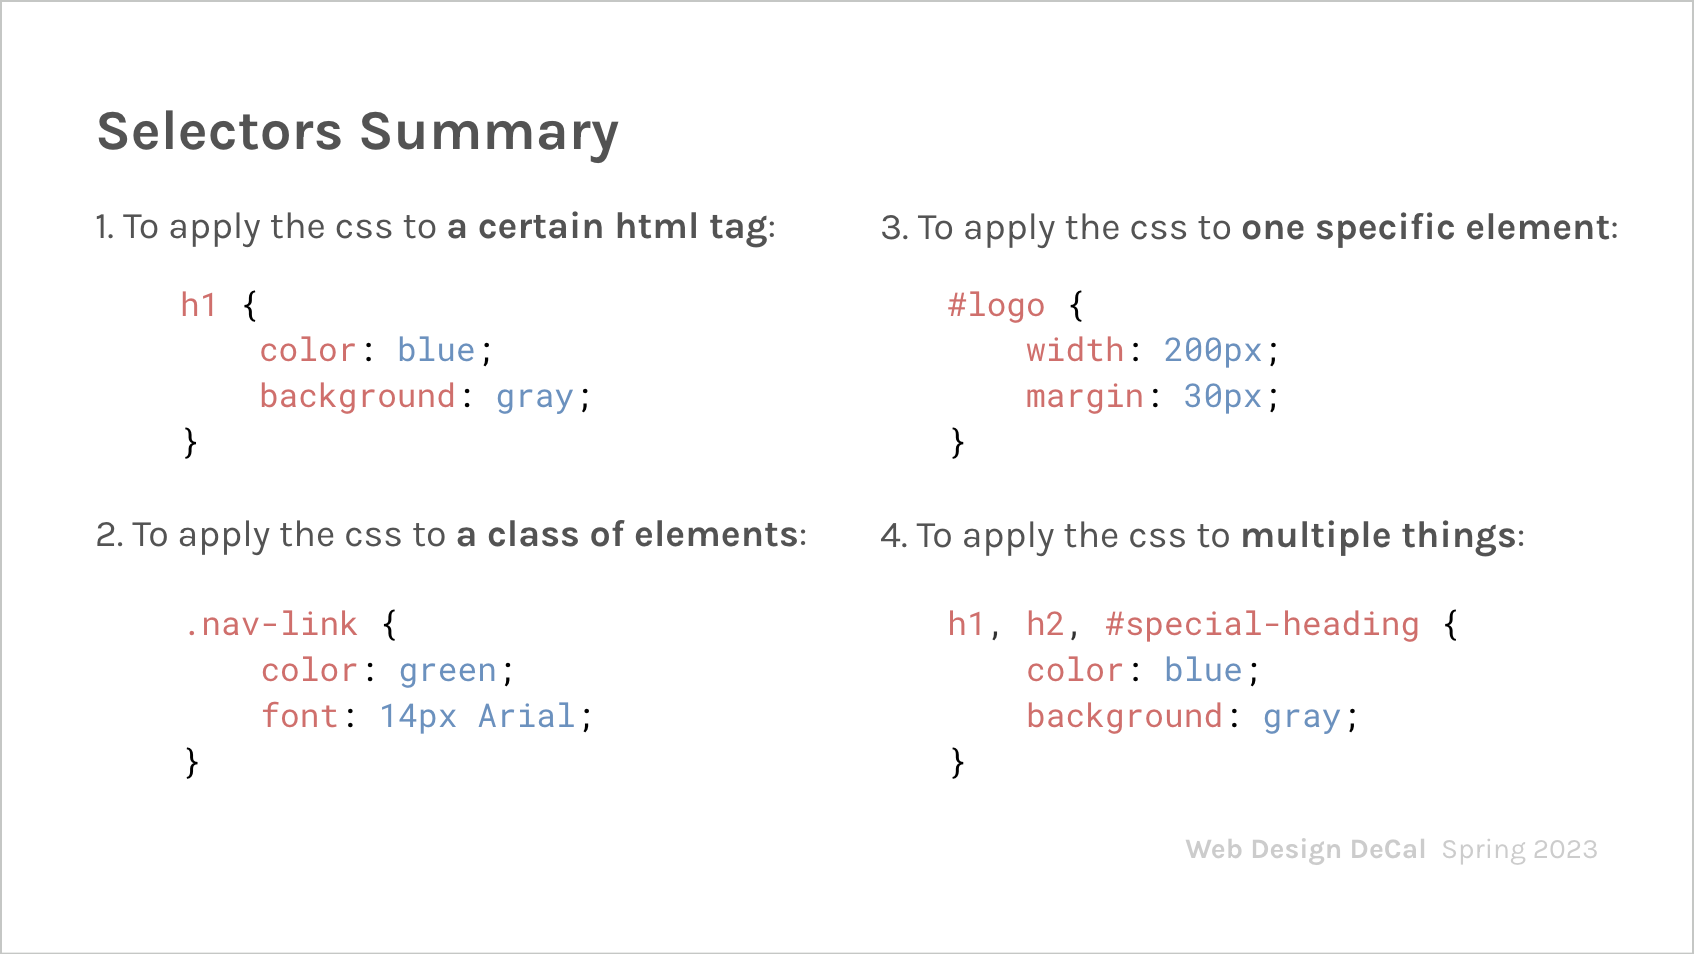 Selectors Summary
1. To apply the css to a certain html tag:
h1 {
color: blue;
background: gray;
}
2. To apply the css to a class of elements:
.nav-link {
color: green;
font: 14px Arial;
}
3. To apply the css to one specific element:
#logo {
width: 200px;
margin: 30px;
}
4. To apply the css to multiple things:
h1, h2, #special-heading {
color: blue;
background: gray;
}
Web Design DeCal Spring 2023